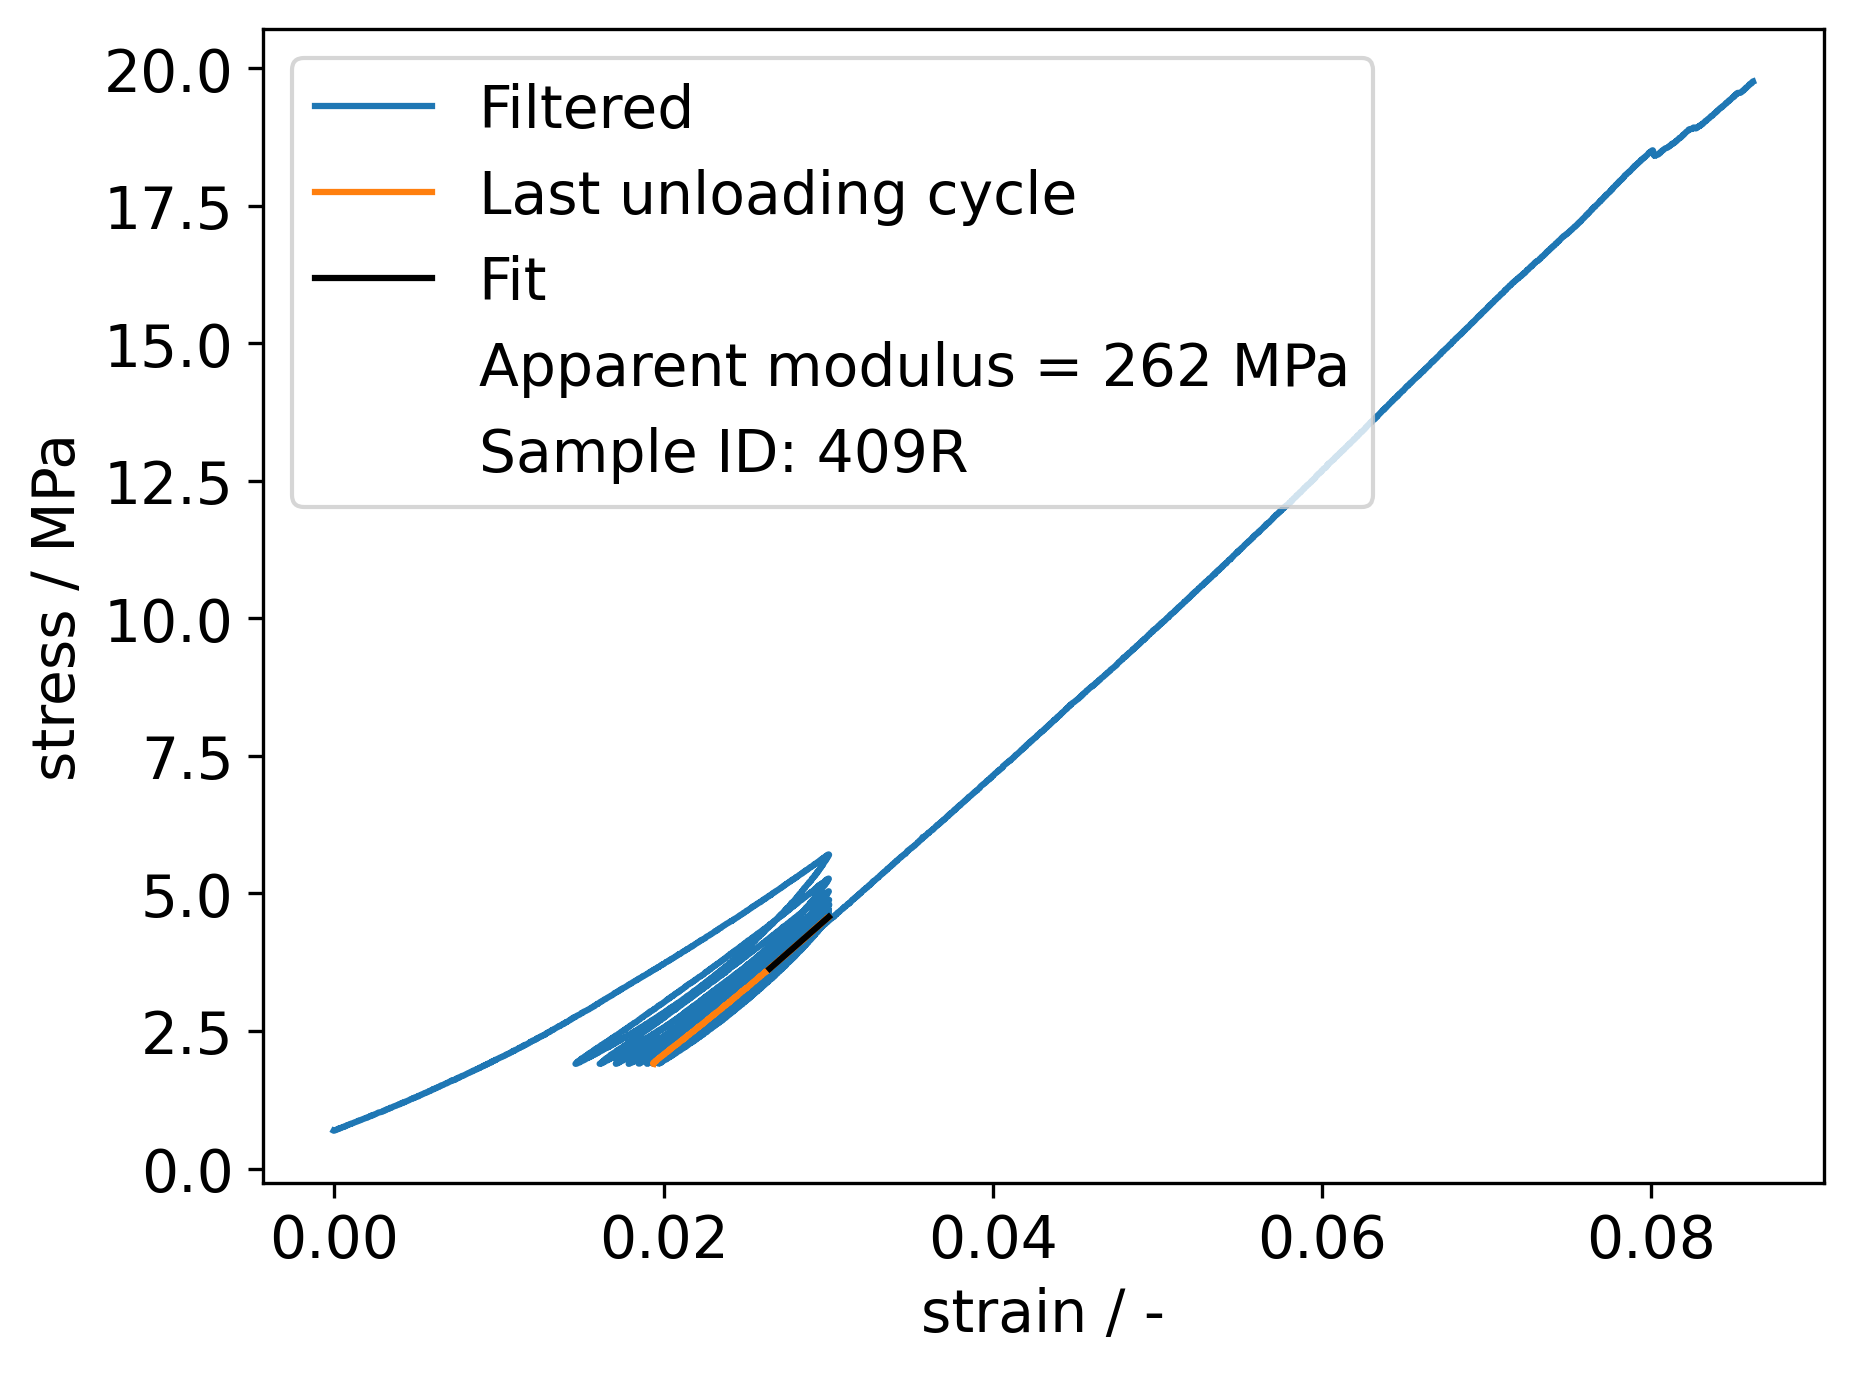 20.0
17.5
15.0
12.5
10.0
7.5
5.0
2.5
0.0
stress / MPa
Filtered
Last unloading cycle
Fit
Apparent modulus = 262 MPa
Sample ID: 409R
0.00 0.02 0.04 0.06 0.08
strain / -